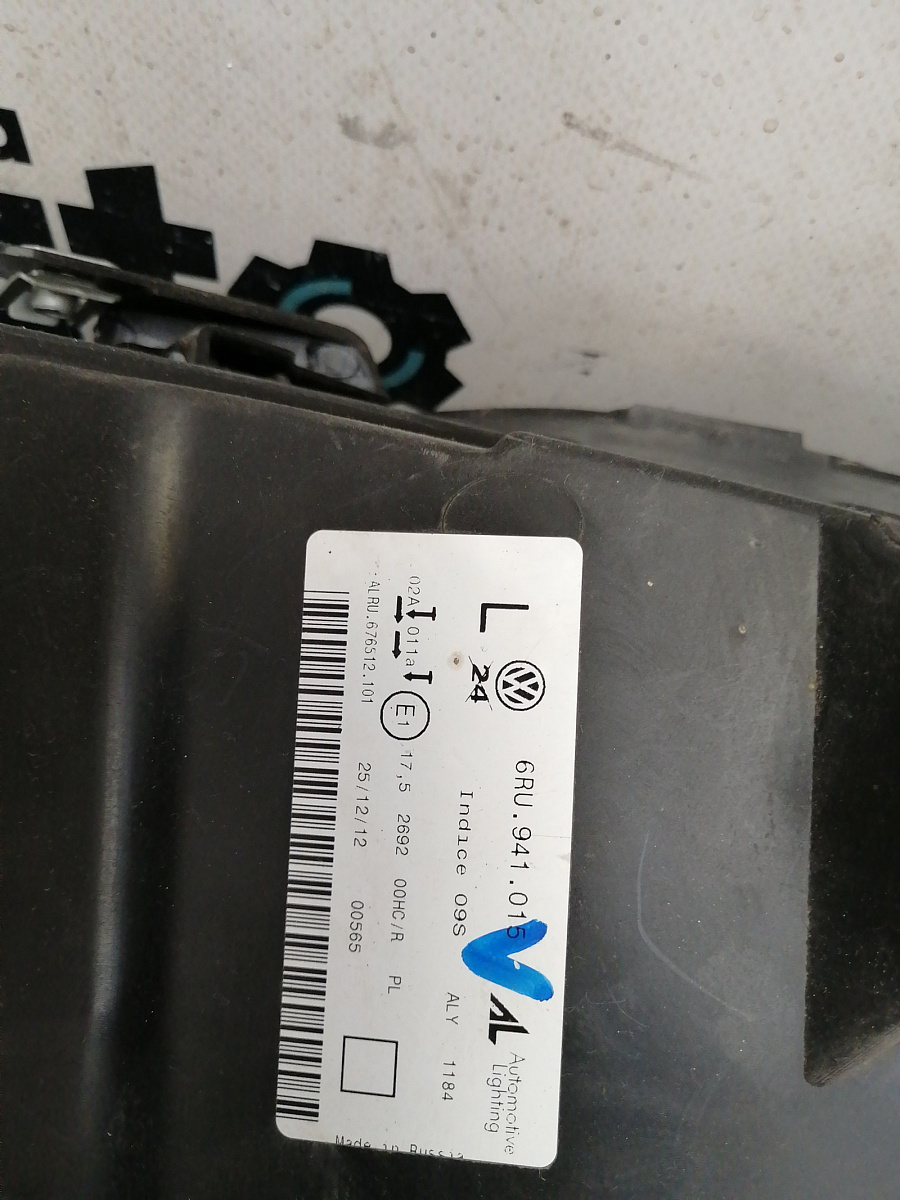 a
L
24
6RU.941.015
AL Automotive
Lighting
Indice 09S ALY 1184
02A 011a E1 17,5 2692 00HC/R PL
ALRU.676512.101 25/12/12 00565
Made in Russia